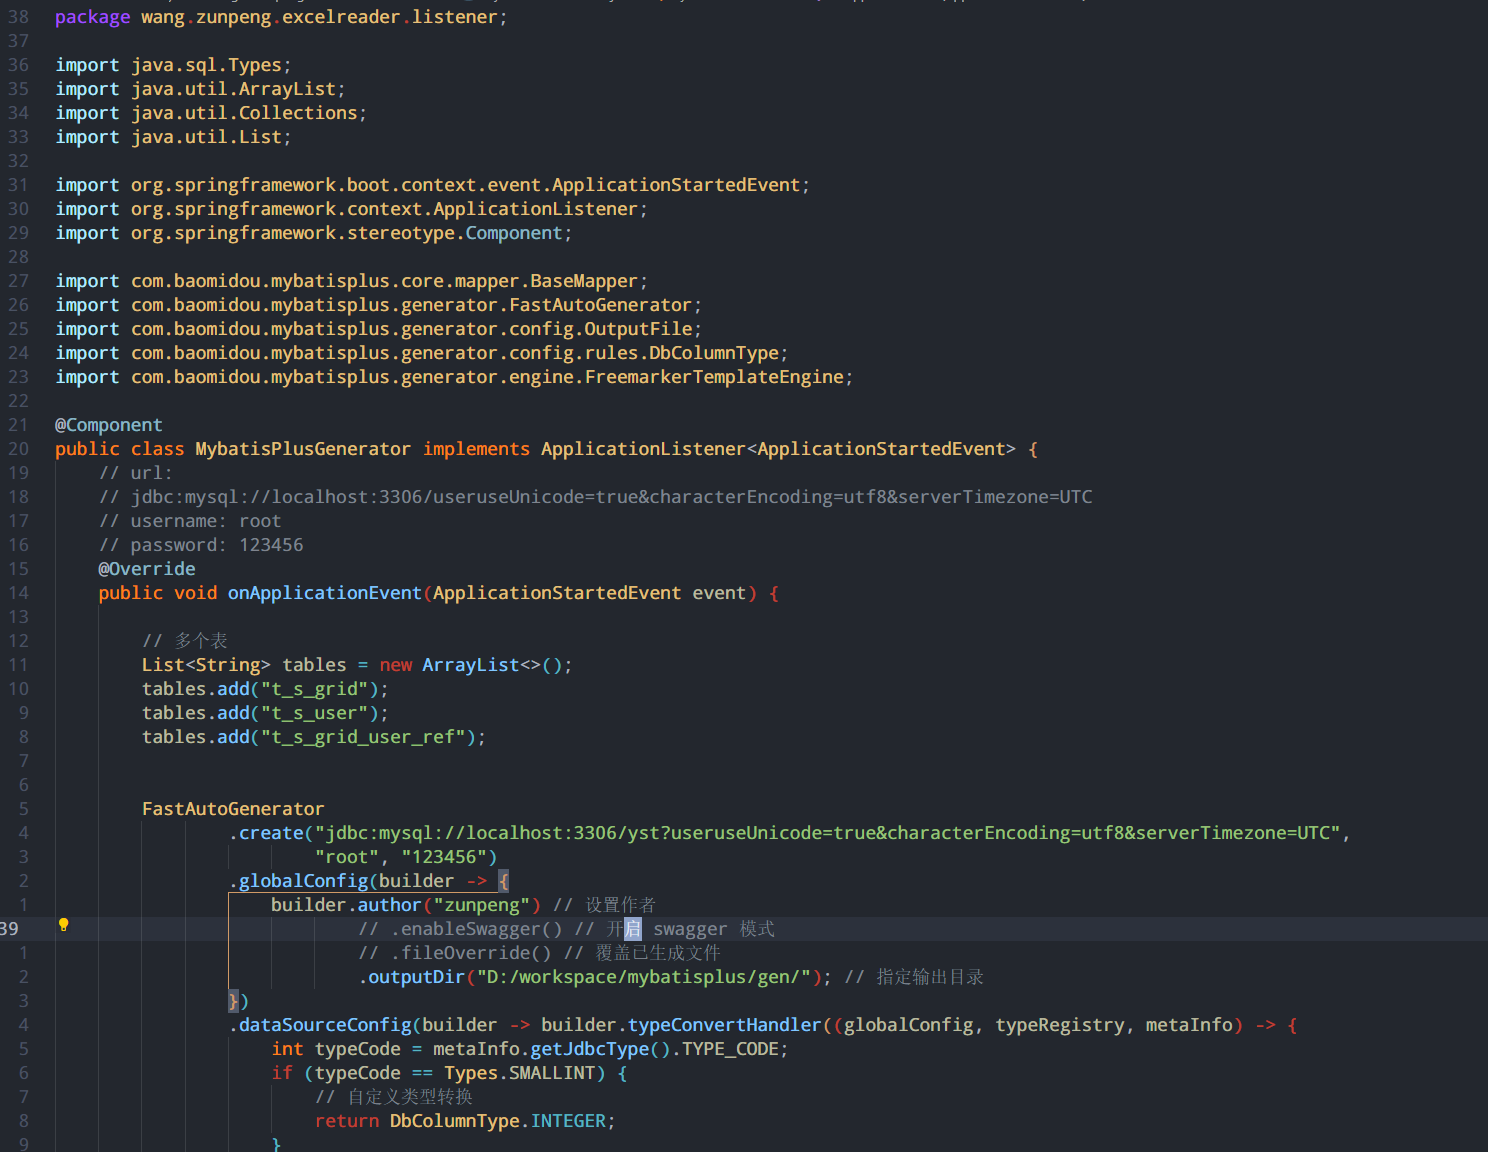 38 package wang.zunpeng.excelreader.listener;
37
36 import java.sql.Types;
35 import java.util.ArrayList;
34 import java.util.Collections;
33 import java.util.List;
32
31 import org.springframework.boot.context.event.ApplicationStartedEvent;
30 import org.springframework.context.ApplicationListener;
29 import org.springframework.stereotype.Component;
28
27 import com.baomidou.mybatisplus.core.mapper.BaseMapper;
26 import com.baomidou.mybatisplus.generator.FastAutoGenerator;
25 import com.baomidou.mybatisplus.generator.config.OutputFile;
24 import com.baomidou.mybatisplus.generator.config.rules.DbColumnType;
23 import com.baomidou.mybatisplus.generator.engine.FreemarkerTemplateEngine;
22
21 @Component
20 public class MybatisPlusGenerator implements ApplicationListener<ApplicationStartedEvent> {
19 // url:
18 // jdbc:mysql://localhost:3306/useruseUnicode=true&characterEncoding=utf8&serverTimezone=UTC
17 // username: root
16 // password: 123456
15 @Override
14 public void onApplicationEvent(ApplicationStartedEvent event) {
13
12 // 多个表
11 List<String> tables = new ArrayList<>();
10 tables.add("t_s_grid");
9 tables.add("t_s_user");
8 tables.add("t_s_grid_user_ref");
7
6
5 FastAutoGenerator
4 .create("jdbc:mysql://localhost:3306/yst?useruseUnicode=true&characterEncoding=utf8&serverTimezone=UTC",
3 "root", "123456")
2 .globalConfig(builder -> {
1 builder.author("zunpeng") // 设置作者
39 // .enableSwagger() // 开启 swagger 模式
1 // .fileOverride() // 覆盖已生成文件
2 .outputDir("D:/workspace/mybatisplus/gen/"); // 指定输出目录
3 })
4 .dataSourceConfig(builder -> builder.typeConvertHandler((globalConfig, typeRegistry, metaInfo) -> {
5 int typeCode = metaInfo.getJdbcType().TYPE_CODE;
6 if (typeCode == Types.SMALLINT) {
7 // 自定义类型转换
8 return DbColumnType.INTEGER;
9 }